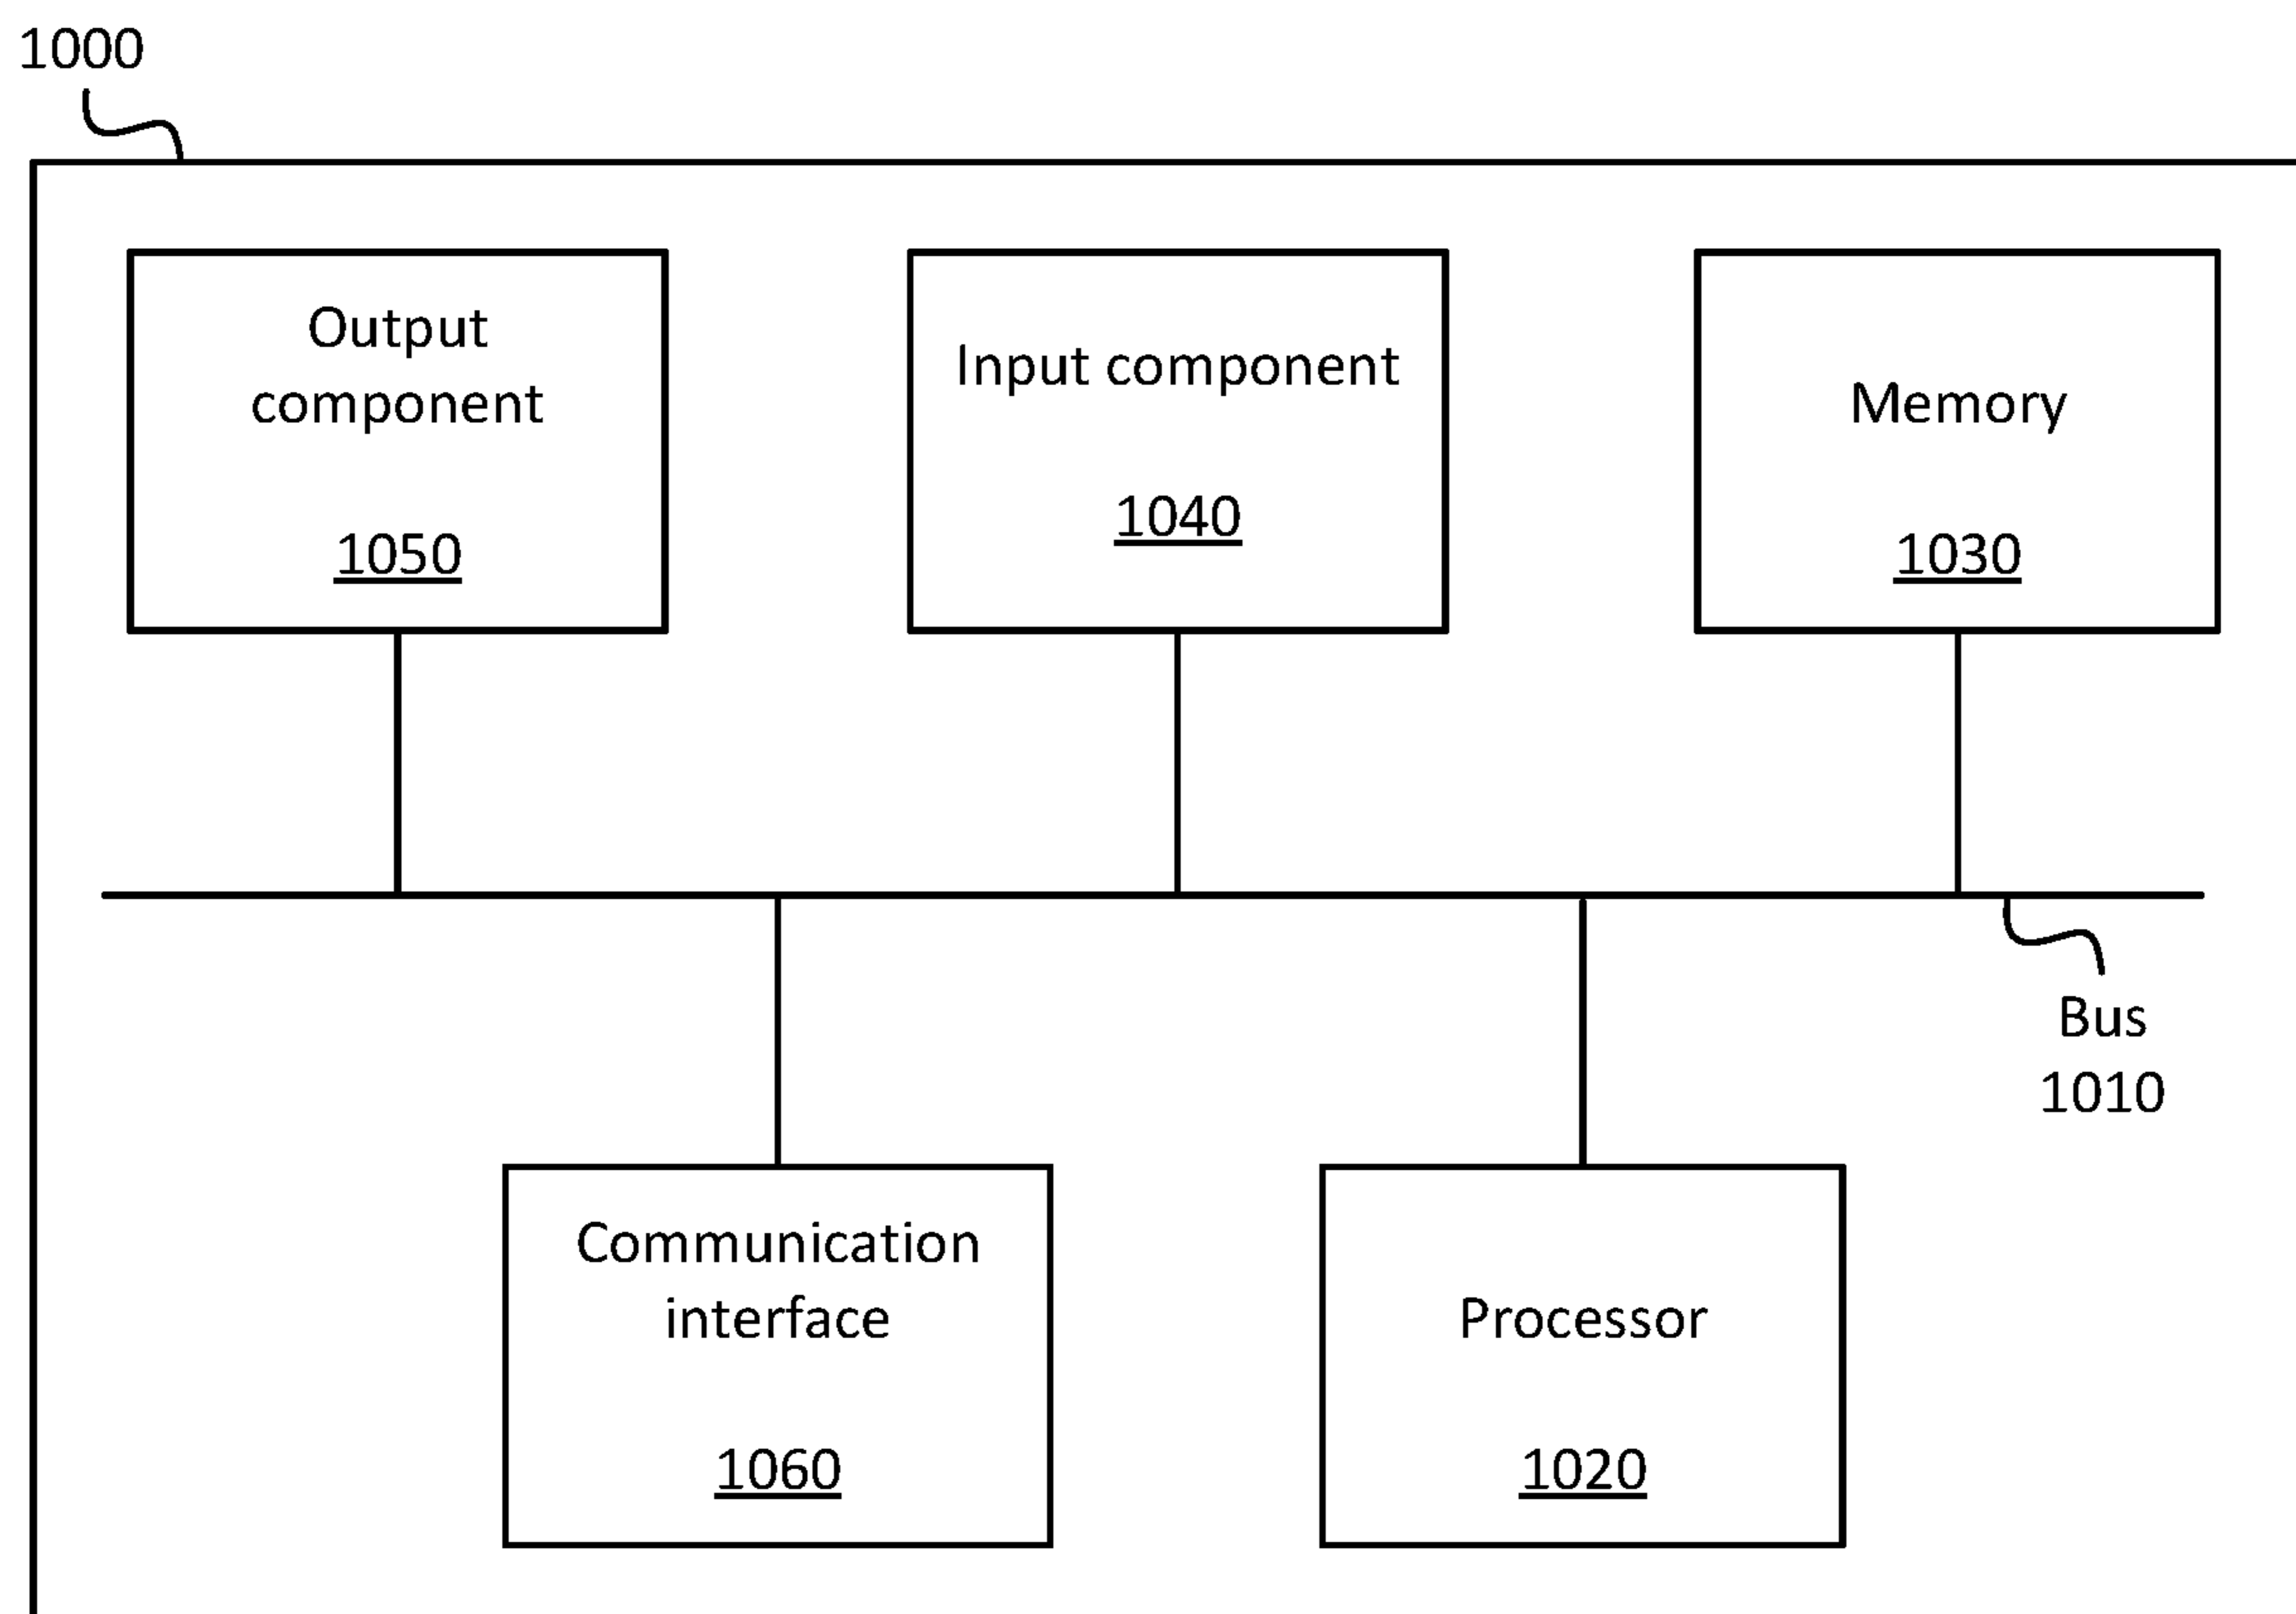 1000
Output
component
1050
Input component
1040
Memory
1030
Bus
1010
Communication
interface
1060
Processor
1020